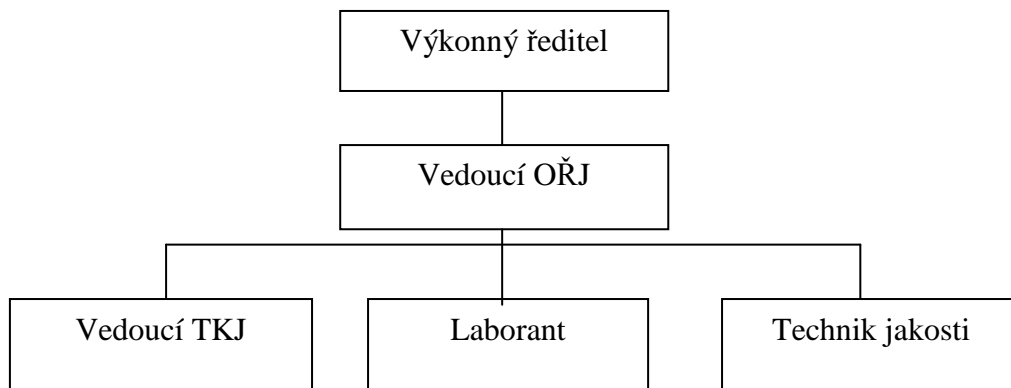 Výkonný ředitel
Vedoucí OŘJ
Vedoucí TKJ
Laborant
Technik jakosti